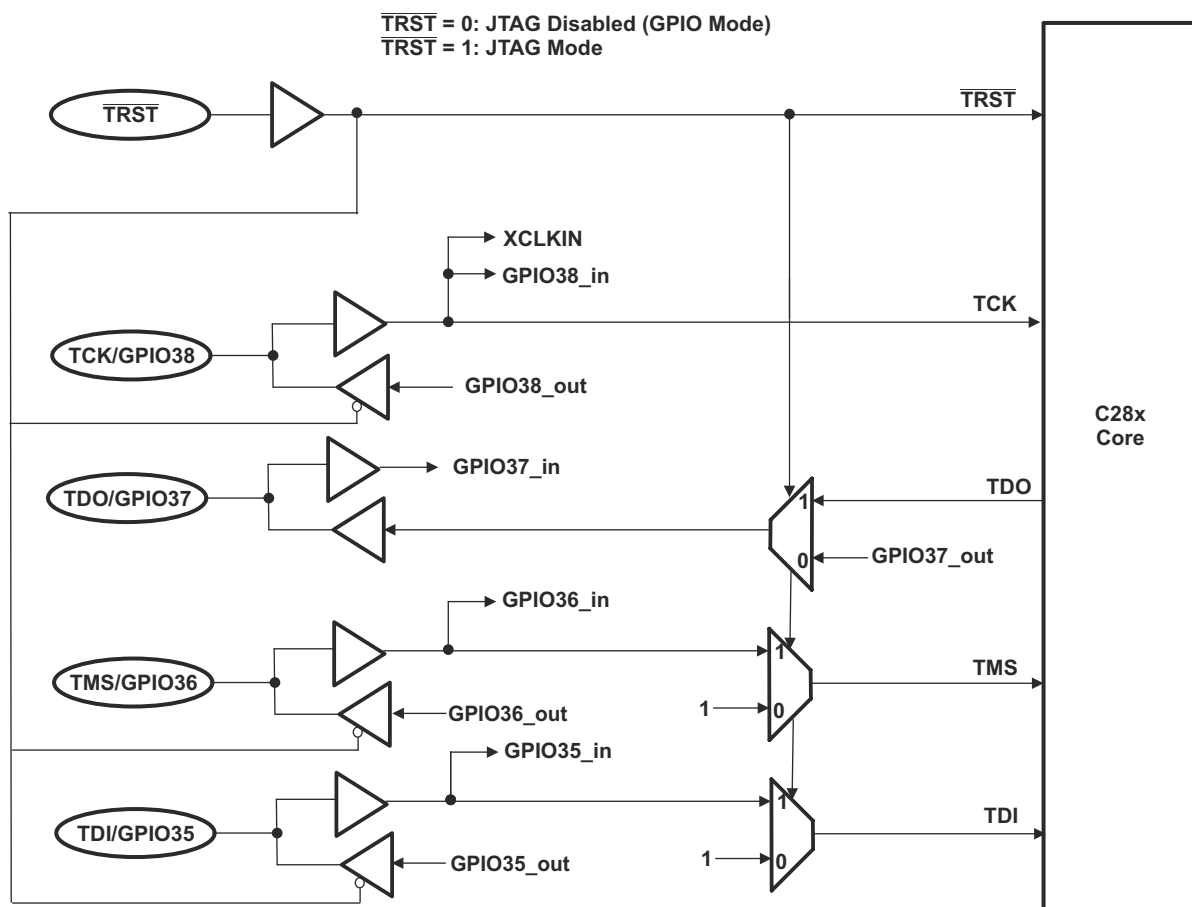 TRST = 0: JTAG Disabled (GPIO Mode)
TRST = 1: JTAG Mode
TRST
TRST
XCLKIN
GPIO38_in
TCK
TCK/GPIO38
GPIO38_out
C28x
Core
GPIO37_in
TDO/GPIO37
1
TDO
0
GPIO37_out
GPIO36_in
1
TMS/GPIO36
TMS
GPIO36_out
1
0
GPIO35_in
1
TDI/GPIO35
TDI
GPIO35_out
1
0